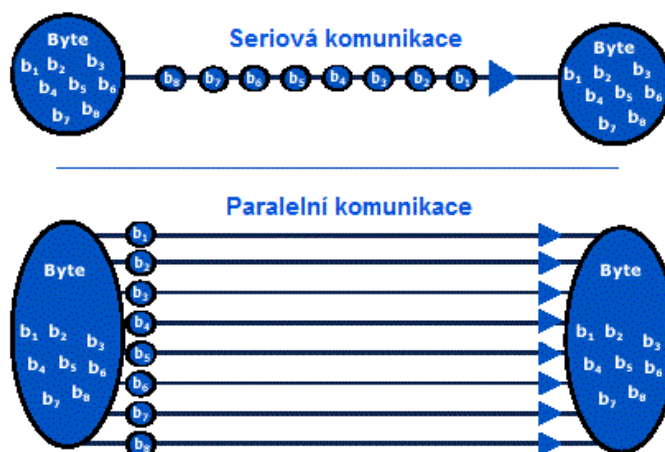 Seriová komunikace
Byte
b₁ b₂ b₃
b₄ b₅ b₆
b₇ b₈
b₈ b₇ b₆ b₅ b₄ b₃ b₂ b₁
Byte
b₁ b₂ b₃
b₄ b₅ b₆
b₇ b₈
Paralelní komunikace
Byte
b₁ b₂ b₃
b₄ b₅ b₆
b₇ b₈
b₁
b₂
b₃
b₄
b₅
b₆
b₇
b₈
Byte
b₁ b₂ b₃
b₄ b₅ b₆
b₇ b₈